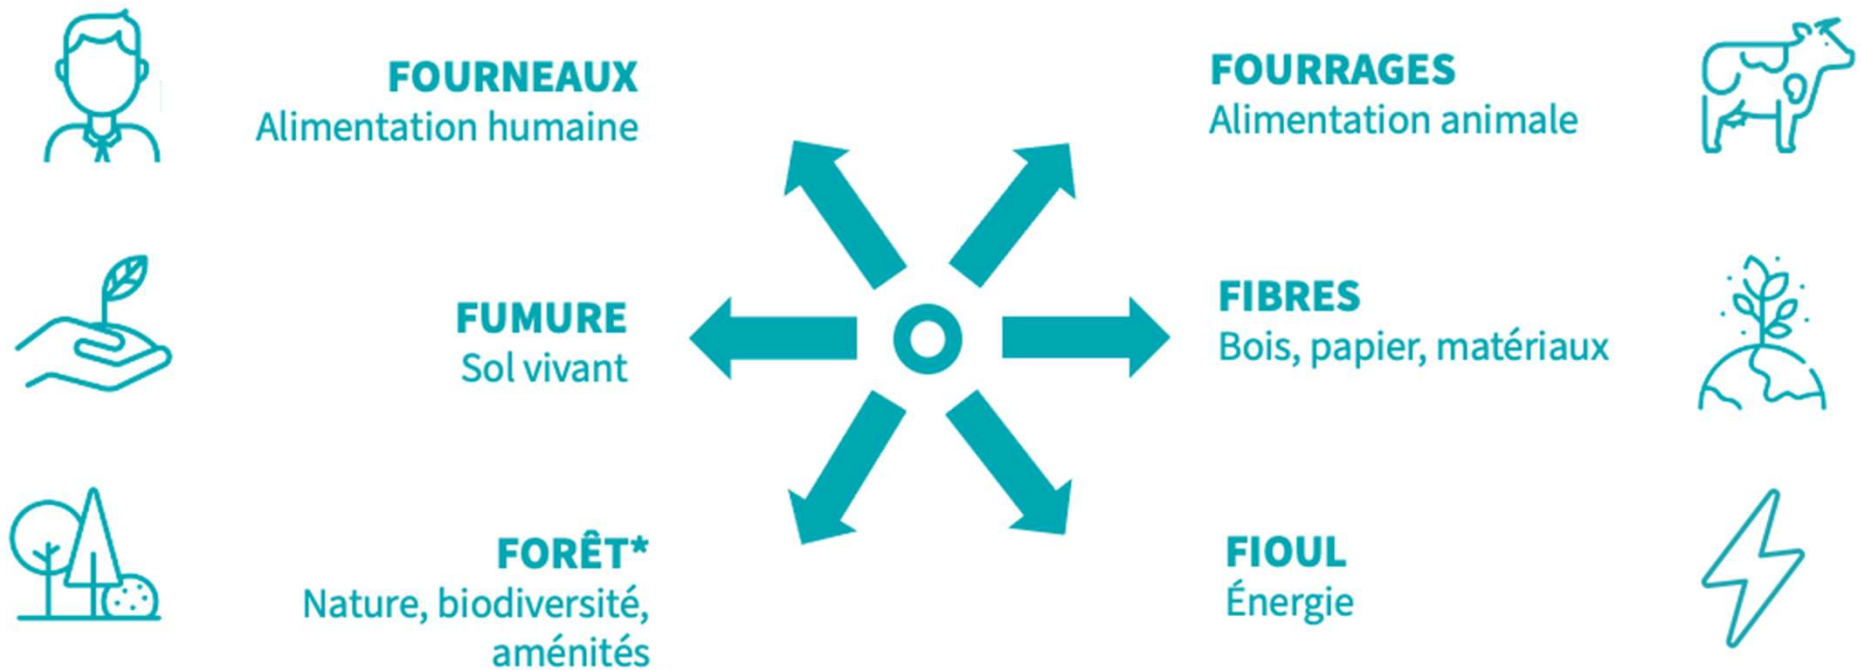 FOURNEAUX
Alimentation humaine
FOURRAGES
Alimentation animale
FUMURE
Sol vivant
FIBRES
Bois, papier, matériaux
FORÊT*
Nature, biodiversité,
aménités
FIOUL
Énergie